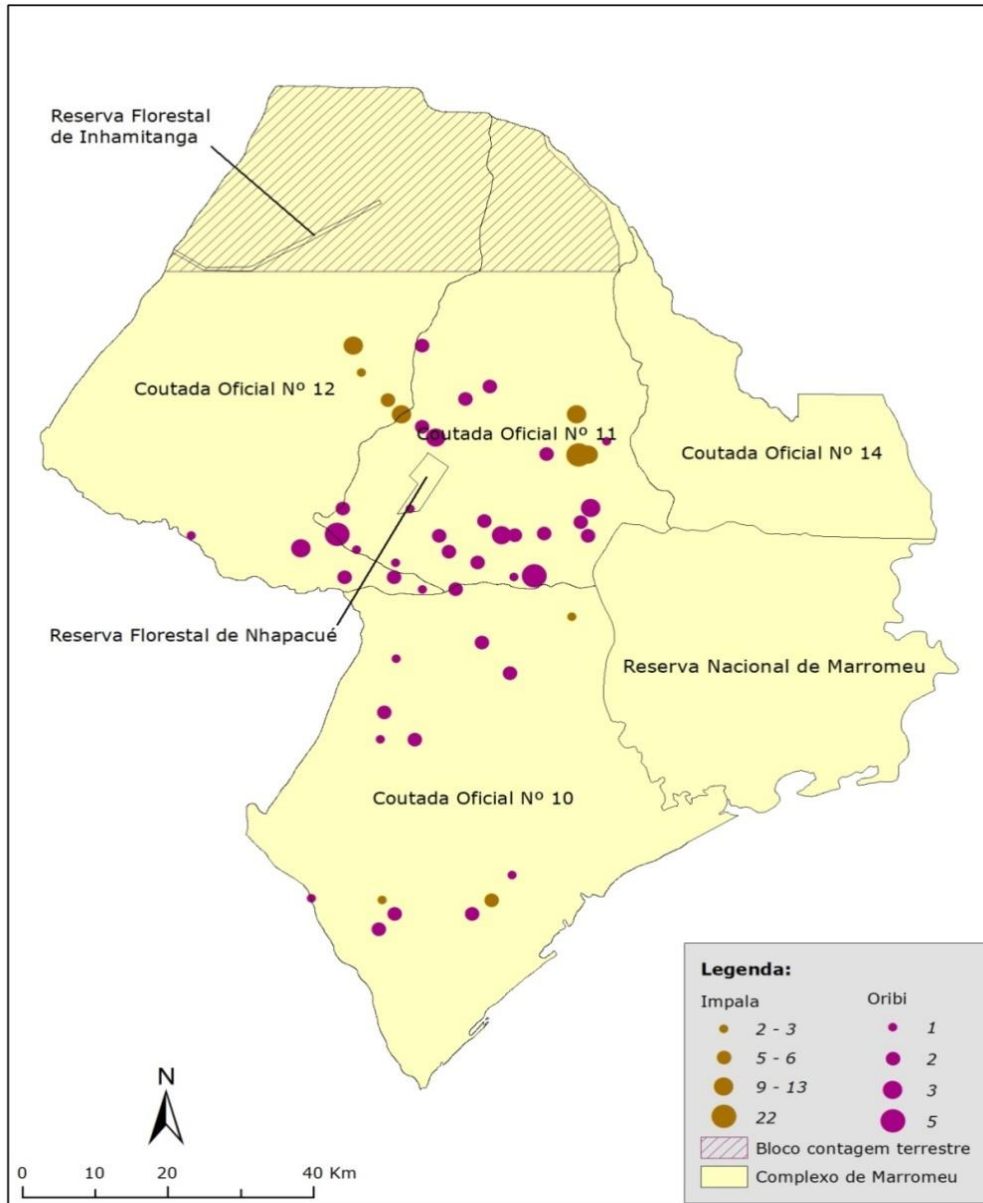 Reserva Florestal
de Inhamitanga
Coutada Oficial Nº 12
Coutada Oficial Nº 11
Coutada Oficial Nº 14
Reserva Florestal de Nhapacué
Reserva Nacional de Marromeu
Coutada Oficial Nº 10
Legenda:
Impala
2 - 3
5 - 6
9 - 13
22
Oribi
1
2
3
5
Bloco contagem terrestre
Complexo de Marromeu
N
0 10 20 40 Km